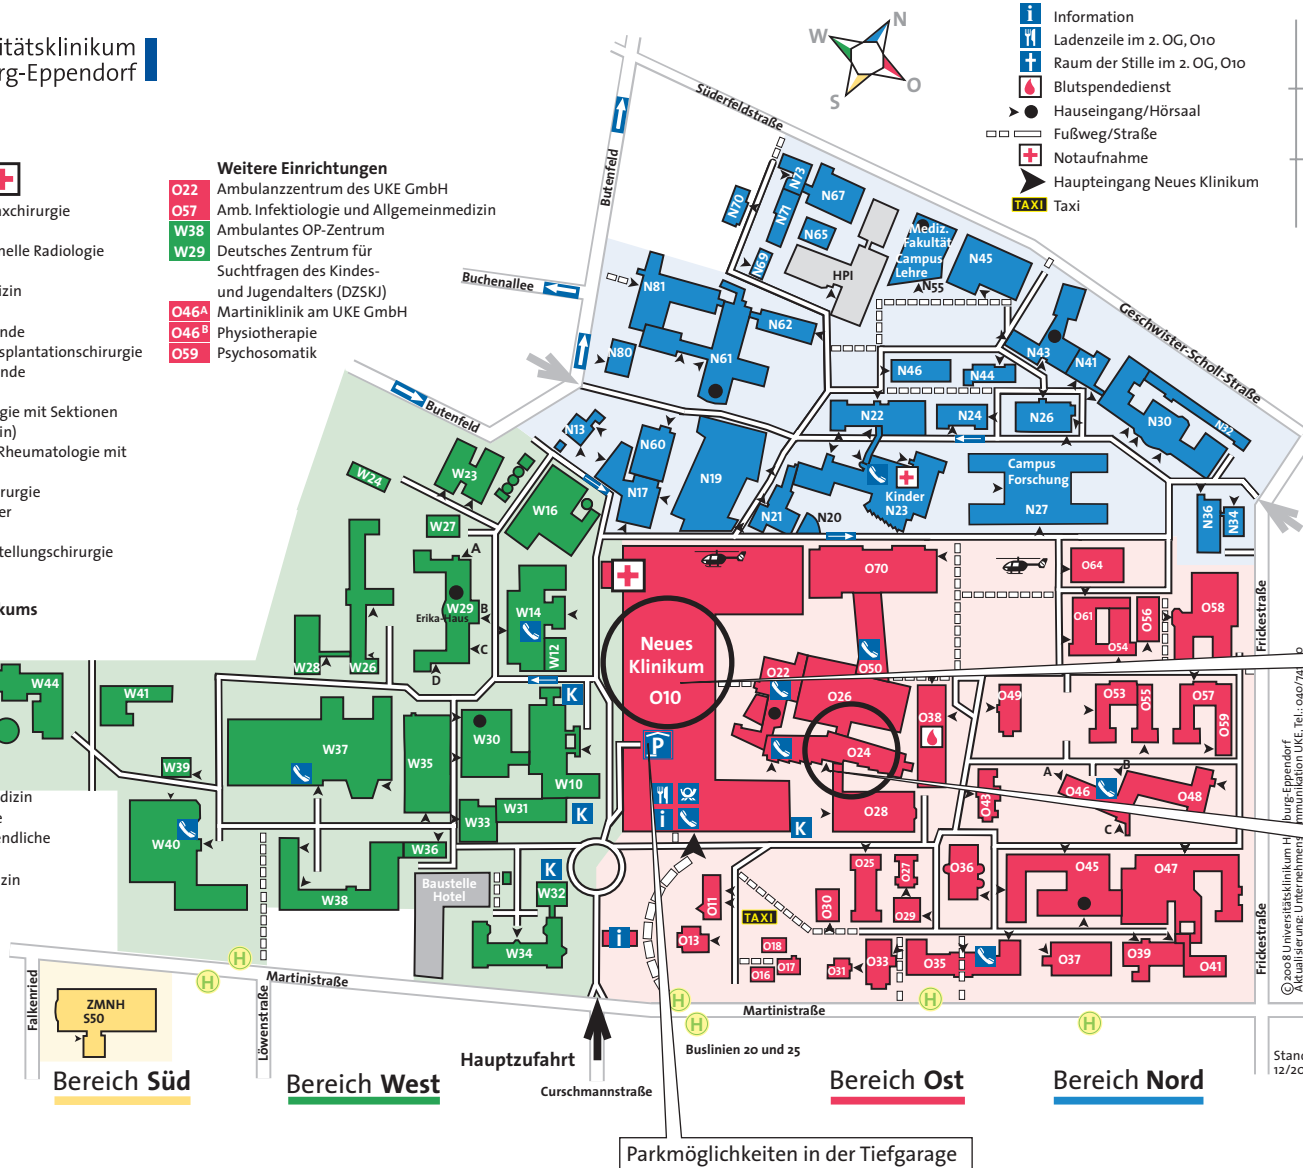 itätsklinikum
rg-Eppendorf
W
N
O
S
Information
Ladenzeile im 2. OG, O10
Raum der Stille im 2. OG, O10
Blutspendedienst
Hauseingang/Hörsaal
Fußweg/Straße
Notaufnahme
Haupteingang Neues Klinikum
TAXI Taxi
xchirurgie
nelle Radiologie
izin
nde
splantationschirurgie
nde
gie mit Sektionen
in)
Rheumatologie mit
rurgie
er
tellungschirurgie
kums
dizin
e
endliche
zin
Weitere Einrichtungen
O22 Ambulanzzentrum des UKE GmbH
O57 Amb. Infektiologie und Allgemeinmedizin
W38 Ambulantes OP-Zentrum
W29 Deutsches Zentrum für
Suchtfragen des Kindes-
und Jugendalters (DZSKJ)
O46A Martiniklinik am UKE GmbH
O46B Physiotherapie
O59 Psychosomatik
Süderfeldstraße
Butenfeld
Buchenallee
Butenfeld
Geschwister-Scholl-Straße
N73
N70
N71
N67
N65
N69
HPI
Mediz.
Fakultät
Campus
Lehre
N55
N45
N81
N62
N80
N61
N43
N41
N46
N44
N22
N24
N26
N30
N32
N13
N60
N19
N17
N21
N20
Kinder
N23
Campus
Forschung
N27
N36
N34
W23
W24
W16
W27
A
W29
Erika-Haus
B
C
D
W14
W12
W28
W26
W44
W41
K
W37
W35
W30
W39
W10
W31
W33
K
W40
W36
W38
Baustelle
Hotel
K
W32
W34
Neues
Klinikum
O10
P
i
K
O70
O64
O61
O54
O56
O58
O22
O50
O26
O38
O24
O28
O49
O53
O55
O57
O59
A
B
O46
O48
C
O43
O25
O27
O29
O36
O45
O47
O11
O13
TAXI
O30
O18
O17
O16
O31
O33
O35
O37
O39
O41
i
Frickestraße
Frickestraße
H
H
H
H
H
H
Martinistraße
Martinistraße
Falkenried
Löwenstraße
ZMNH
S50
Hauptzufahrt
Curschmannstraße
Buslinien 20 und 25
Bereich Süd
Bereich West
Bereich Ost
Bereich Nord
Stand
12/20
Parkmöglichkeiten in der Tiefgarage